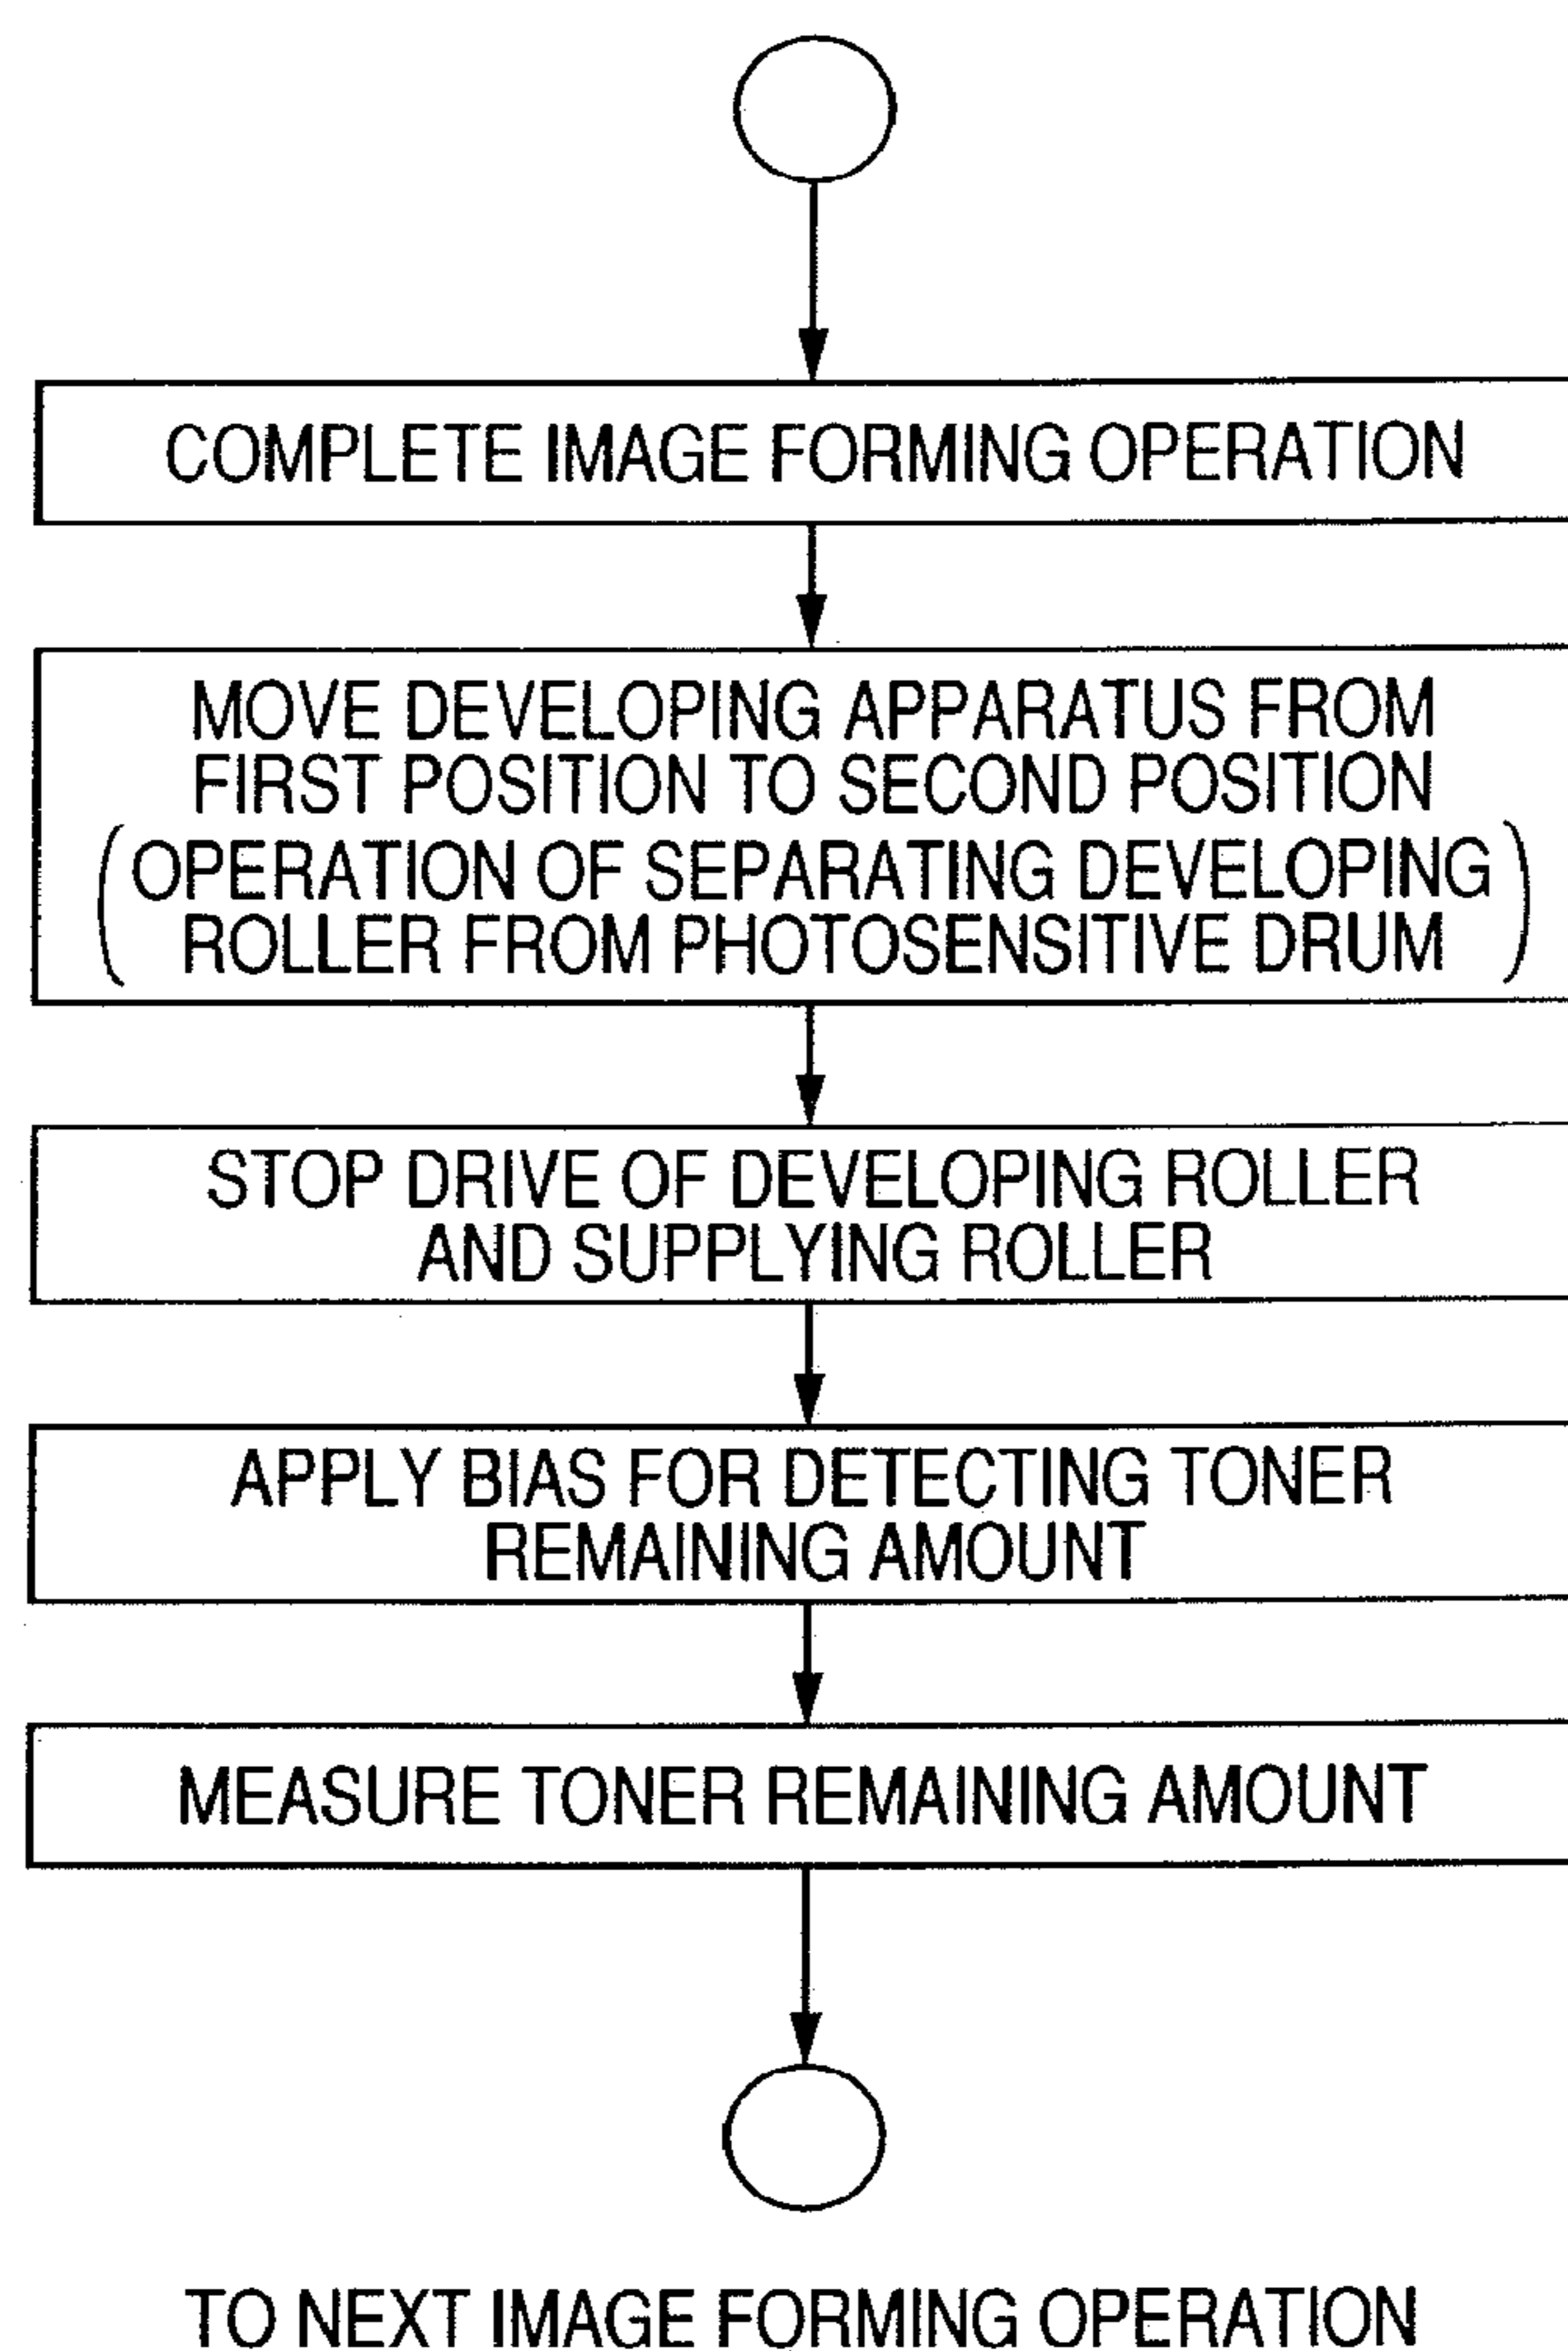 COMPLETE IMAGE FORMING OPERATION
MOVE DEVELOPING APPARATUS FROM
FIRST POSITION TO SECOND POSITION
(OPERATION OF SEPARATING DEVELOPING
ROLLER FROM PHOTOSENSITIVE DRUM)
STOP DRIVE OF DEVELOPING ROLLER
AND SUPPLYING ROLLER
APPLY BIAS FOR DETECTING TONER
REMAINING AMOUNT
MEASURE TONER REMAINING AMOUNT
TO NEXT IMAGE FORMING OPERATION